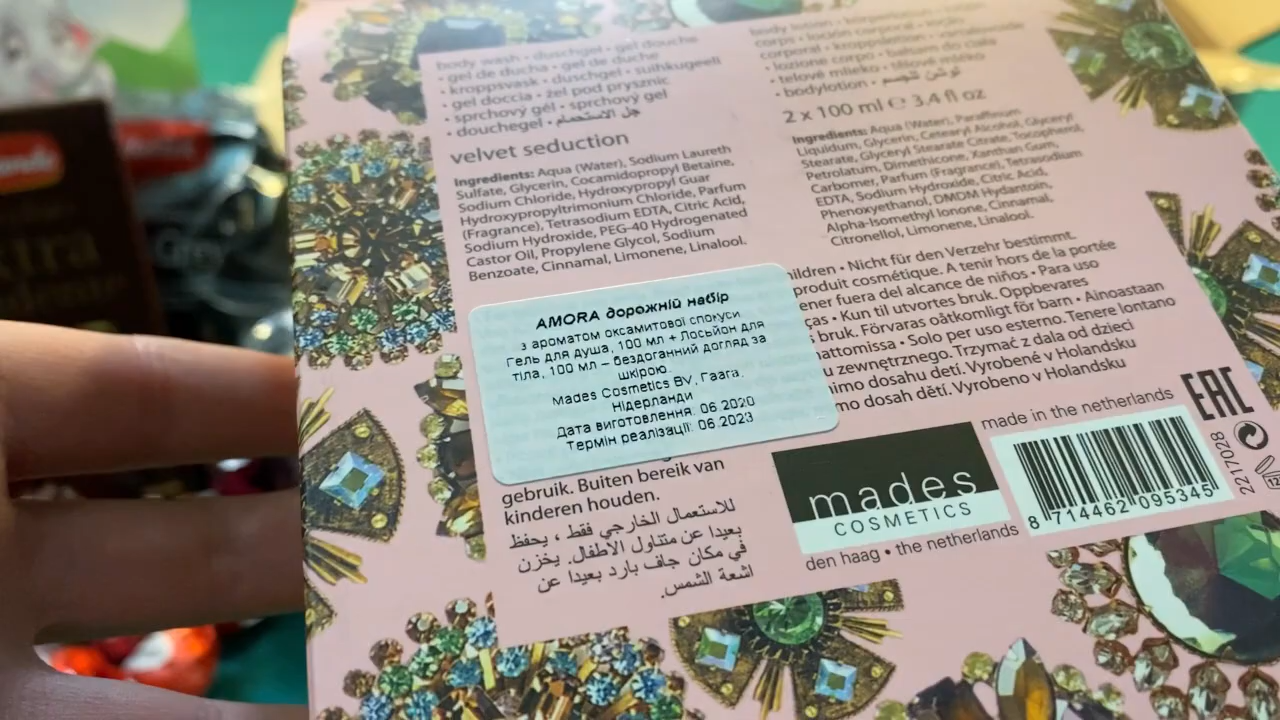 body wash • duschgel • gel douche
• gel de ducha • gel de duche
• kroppsvask • duschgel • suihkugeeli
• gel doccia • żel pod prysznic
• sprchový gél • sprchový gel
• douchegel • جل الاستحمام
velvet seduction
Ingredients: Aqua (Water), Sodium Laureth
Sulfate, Glycerin, Cocamidopropyl Betaine,
Sodium Chloride, Hydroxypropyl Guar
Hydroxypropyltrimonium Chloride, Parfum
(Fragrance), Tetrasodium EDTA, Citric Acid,
Sodium Hydroxide, PEG-40 Hydrogenated
Castor Oil, Propylene Glycol, Sodium
Benzoate, Cinnamal, Limonene, Linalool.
body lotion • körperlotion • lait
corps • loción corporal • loção
corporal • kroppslotion • vartalovoide
• lozione corpo • balsam do ciała
• telové mlieko • tělové mléko
• bodylotion • لوشن للجسم
2 x 100 ml ℮ 3.4 fl oz
Ingredients: Aqua (Water), Paraffinum
Liquidum, Glycerin, Cetearyl Alcohol, Glyceryl
Stearate, Glyceryl Stearate Citrate, Tocopherol,
Petrolatum, Dimethicone, Xanthan Gum,
Carbomer, Parfum (Fragrance), Tetrasodium
EDTA, Sodium Hydroxide, Citric Acid,
Phenoxyethanol, DMDM Hydantoin,
Alpha-Isomethyl Ionone, Cinnamal,
Citronellol, Limonene, Linalool.
hildren • Nicht für den Verzehr bestimmt.
produit cosmétique. A tenir hors de la portée
ener fuera del alcance de niños • Para uso
ças • Kun til utvortes bruk. Oppbevares
bruk. Förvaras oåtkomligt för barn • Ainoastaan
attomissa • Solo per uso esterno. Tenere lontano
u zewnętrznego. Trzymać z dala od dzieci
imo dosahu detí. Vyrobené v Holandsku
mo dosah dětí. Vyrobeno v Holandsku
AMORA дорожній набір
з ароматом оксамитової спокуси
Гель для душа, 100 мл + Лосьйон для
тіла, 100 мл – бездоганний догляд за
шкірою.
Mades Cosmetics BV, Гаага,
Нідерланди
Дата виготовлення: 06.2020
Термін реалізації: 06.2023
gebruik. Buiten bereik van
kinderen houden.
للاستعمال الخارجي فقط ، يحفظ
بعيدا عن متناول الأطفال. يخزن
في مكان جاف بارد بعيدا عن
اشعة الشمس.
mades
COSMETICS
den haag • the netherlands
made in the netherlands
8 714462 095345
2217028
EAC